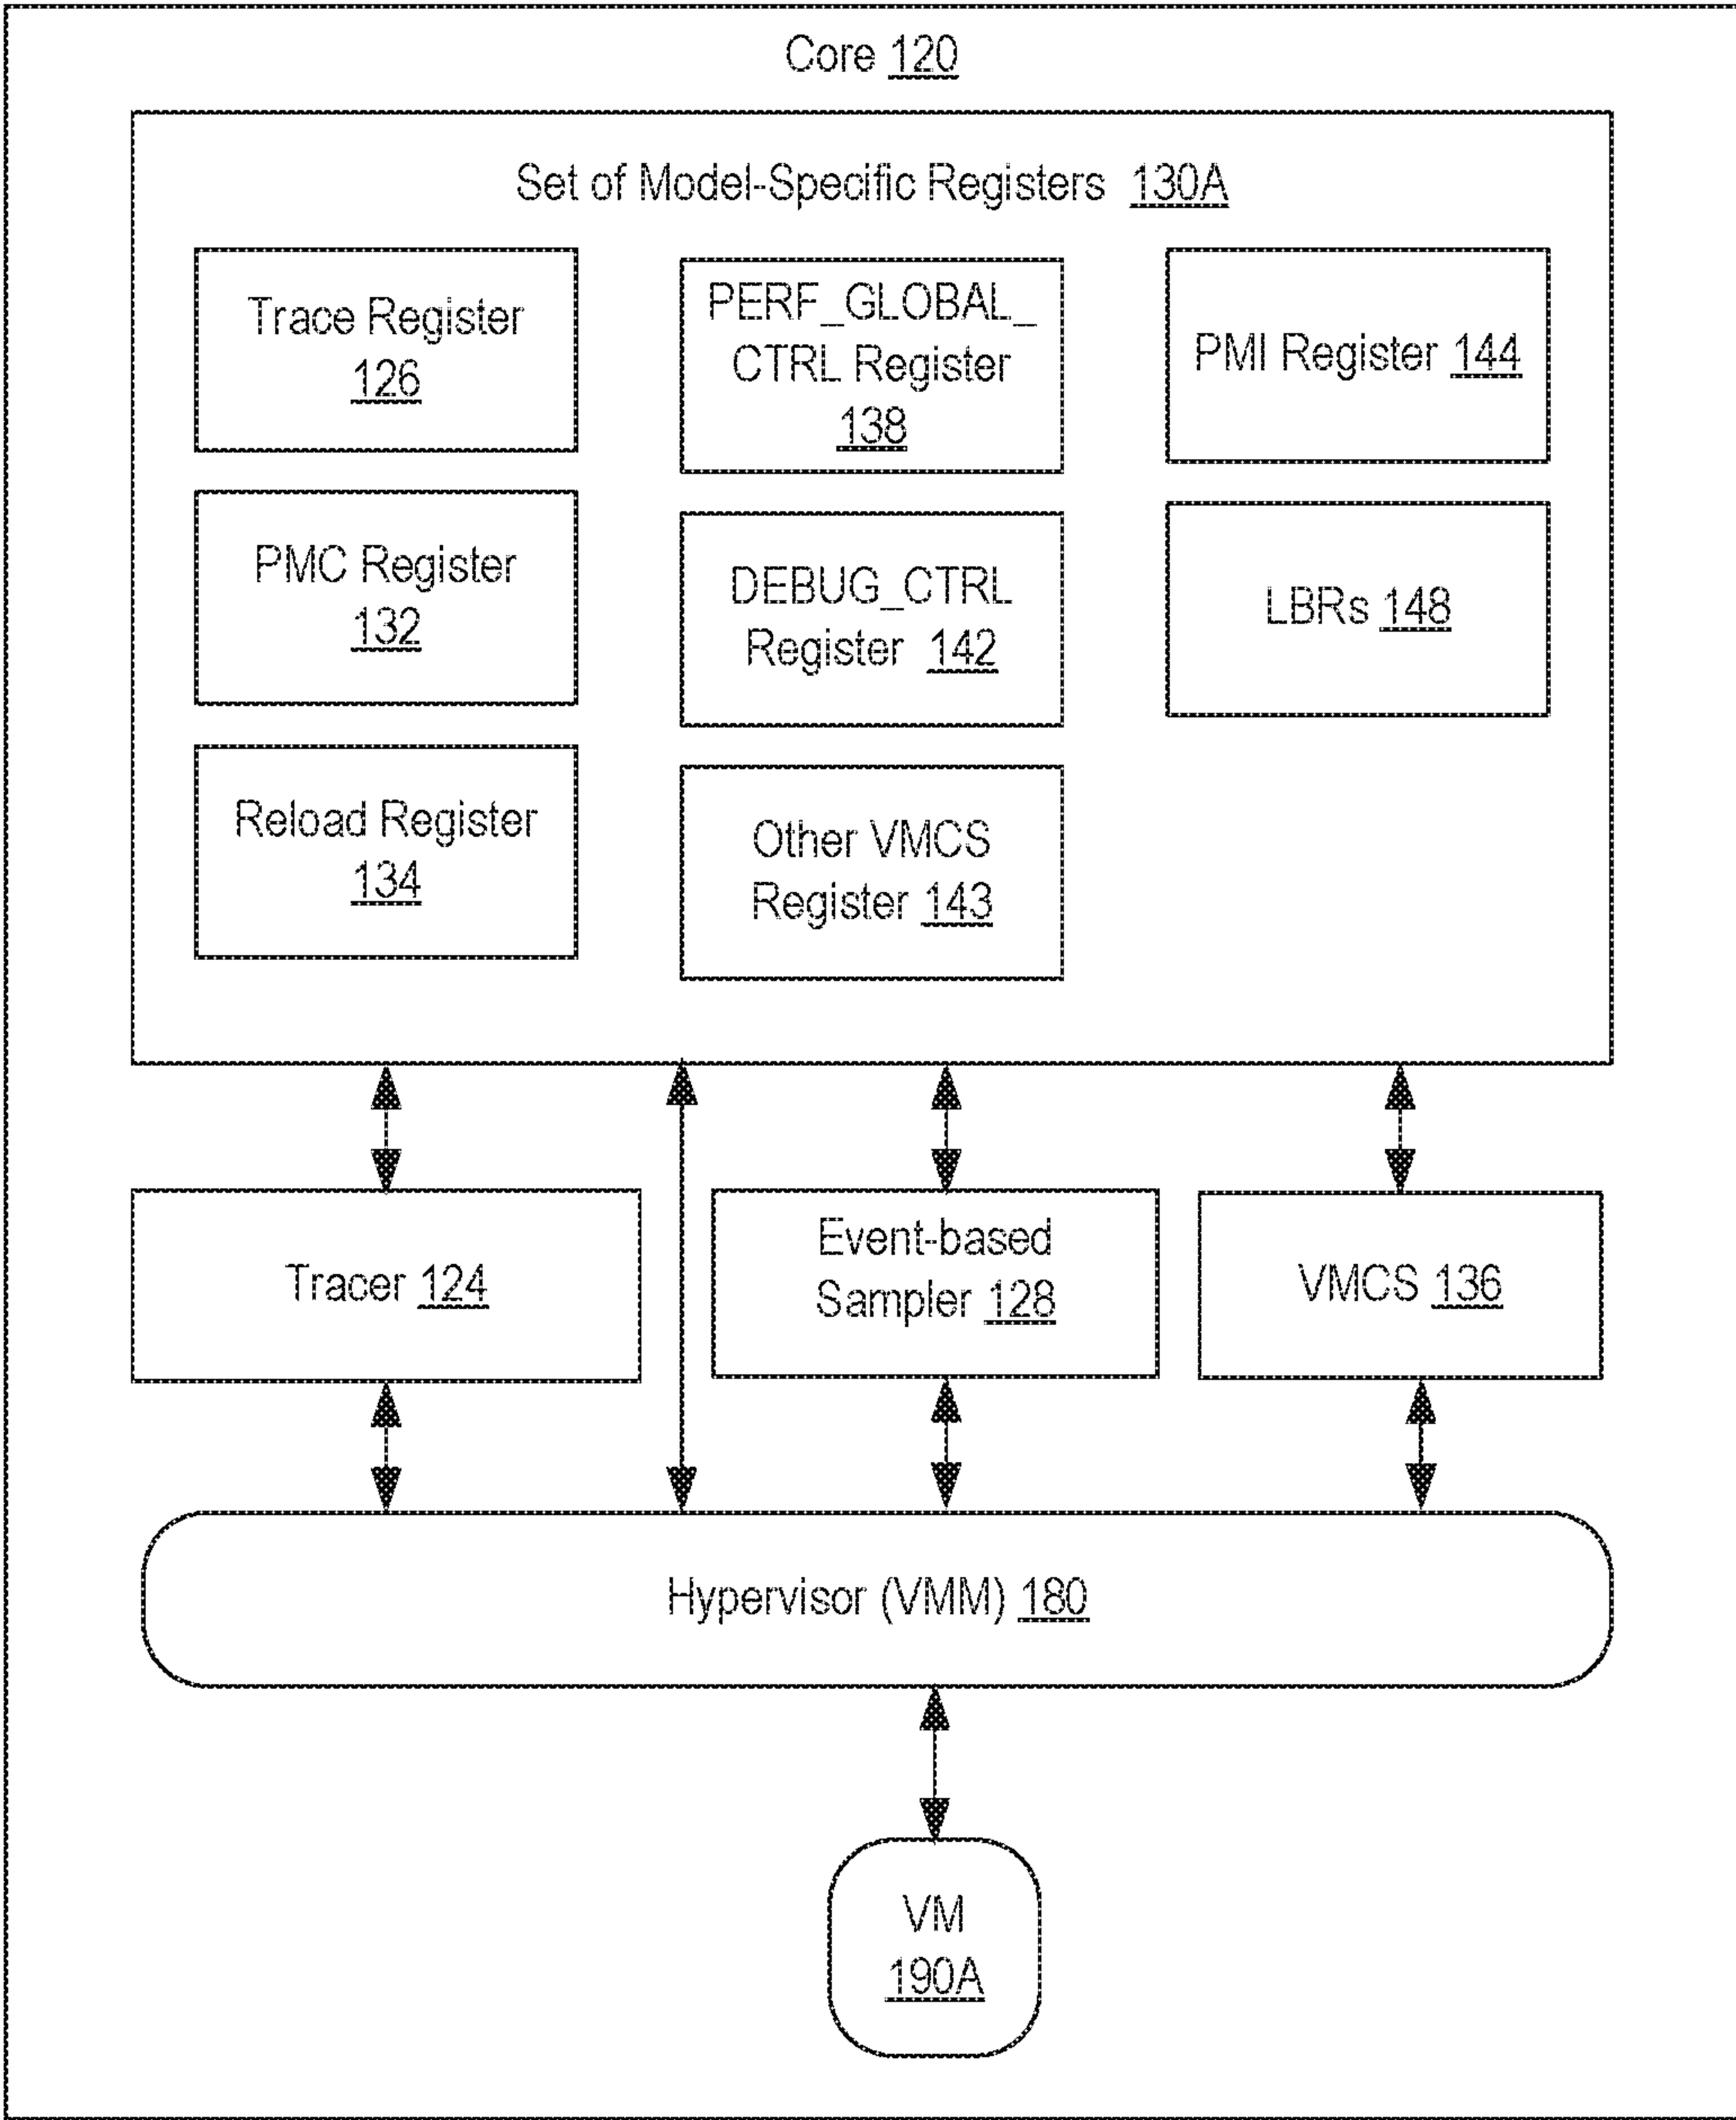 Core 120
Set of Model-Specific Registers 130A
Trace Register
126
PERF_GLOBAL_
CTRL Register
138
PMI Register 144
PMC Register
132
DEBUG_CTRL
Register 142
LBRs 148
Reload Register
134
Other VMCS
Register 143
Tracer 124
Event-based
Sampler 128
VMCS 136
Hypervisor (VMM) 180
VM
190A